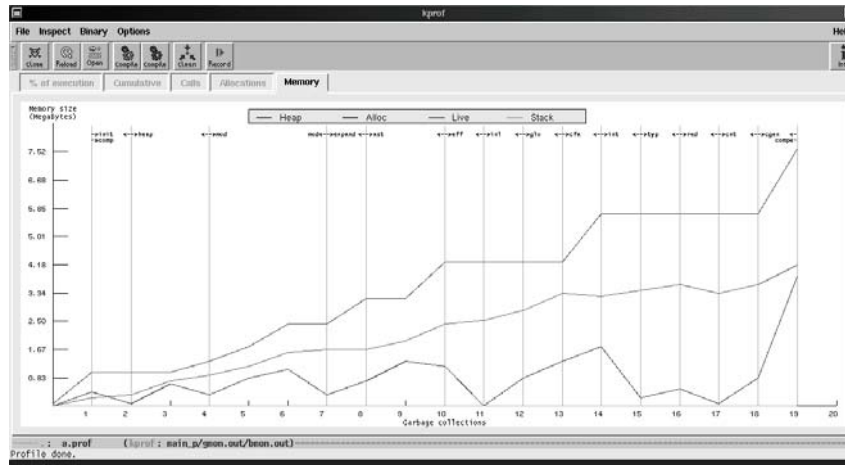 kprof
File Inspect Binary Options Hel
Close Reload Open Compile Compile Clean Record
% of execution Cumulative Calls Allocations Memory
Memory size
(Megabytes)
Heap Alloc Live Stack
7.52
6.68
5.85
5.01
4.18
3.34
2.50
1.67
0.83
1 2 3 4 5 6 7 8 9 10 11 12 13 14 15 16 17 18 19 20
Garbage collections
.: a.prof (kprof: main_p/gmon.out/bmon.out)
Profile done.